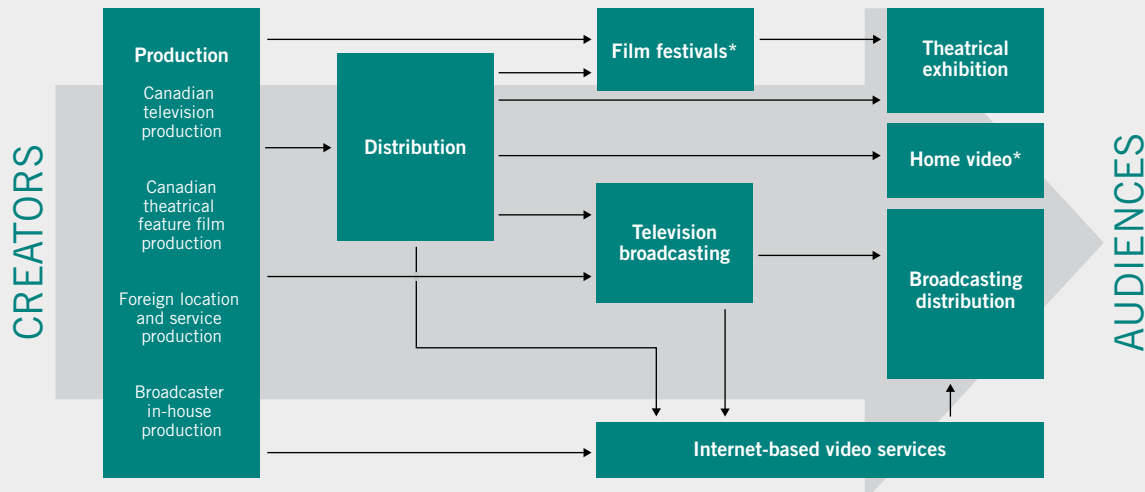 CREATORS
Production
Canadian
television
production
Canadian
theatrical
feature film
production
Foreign location
and service
production
Broadcaster
in-house
production
Distribution
Film festivals*
Television
broadcasting
Internet-based video services
Theatrical
exhibition
Home video*
Broadcasting
distribution
AUDIENCES